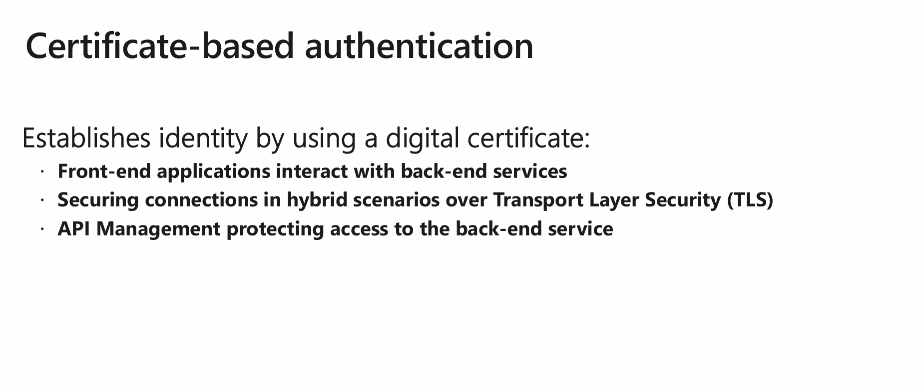 Certificate-based authentication
Establishes identity by using a digital certificate:
· Front-end applications interact with back-end services
· Securing connections in hybrid scenarios over Transport Layer Security (TLS)
· API Management protecting access to the back-end service